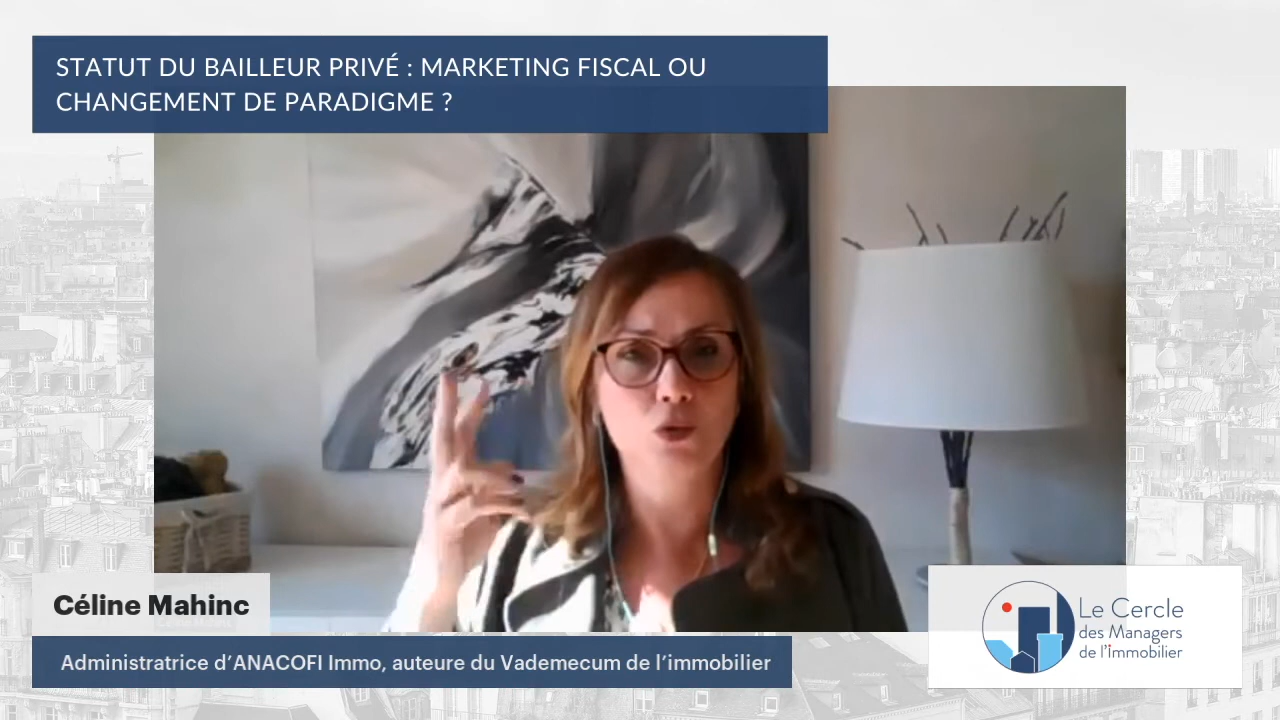 STATUT DU BAILLEUR PRIVÉ : MARKETING FISCAL OU
CHANGEMENT DE PARADIGME ?
Céline Mahinc
Administratrice d'ANACOFI Immo, auteure du Vademecum de l'immobilier
Le Cercle
des Managers
de l'Immobilier